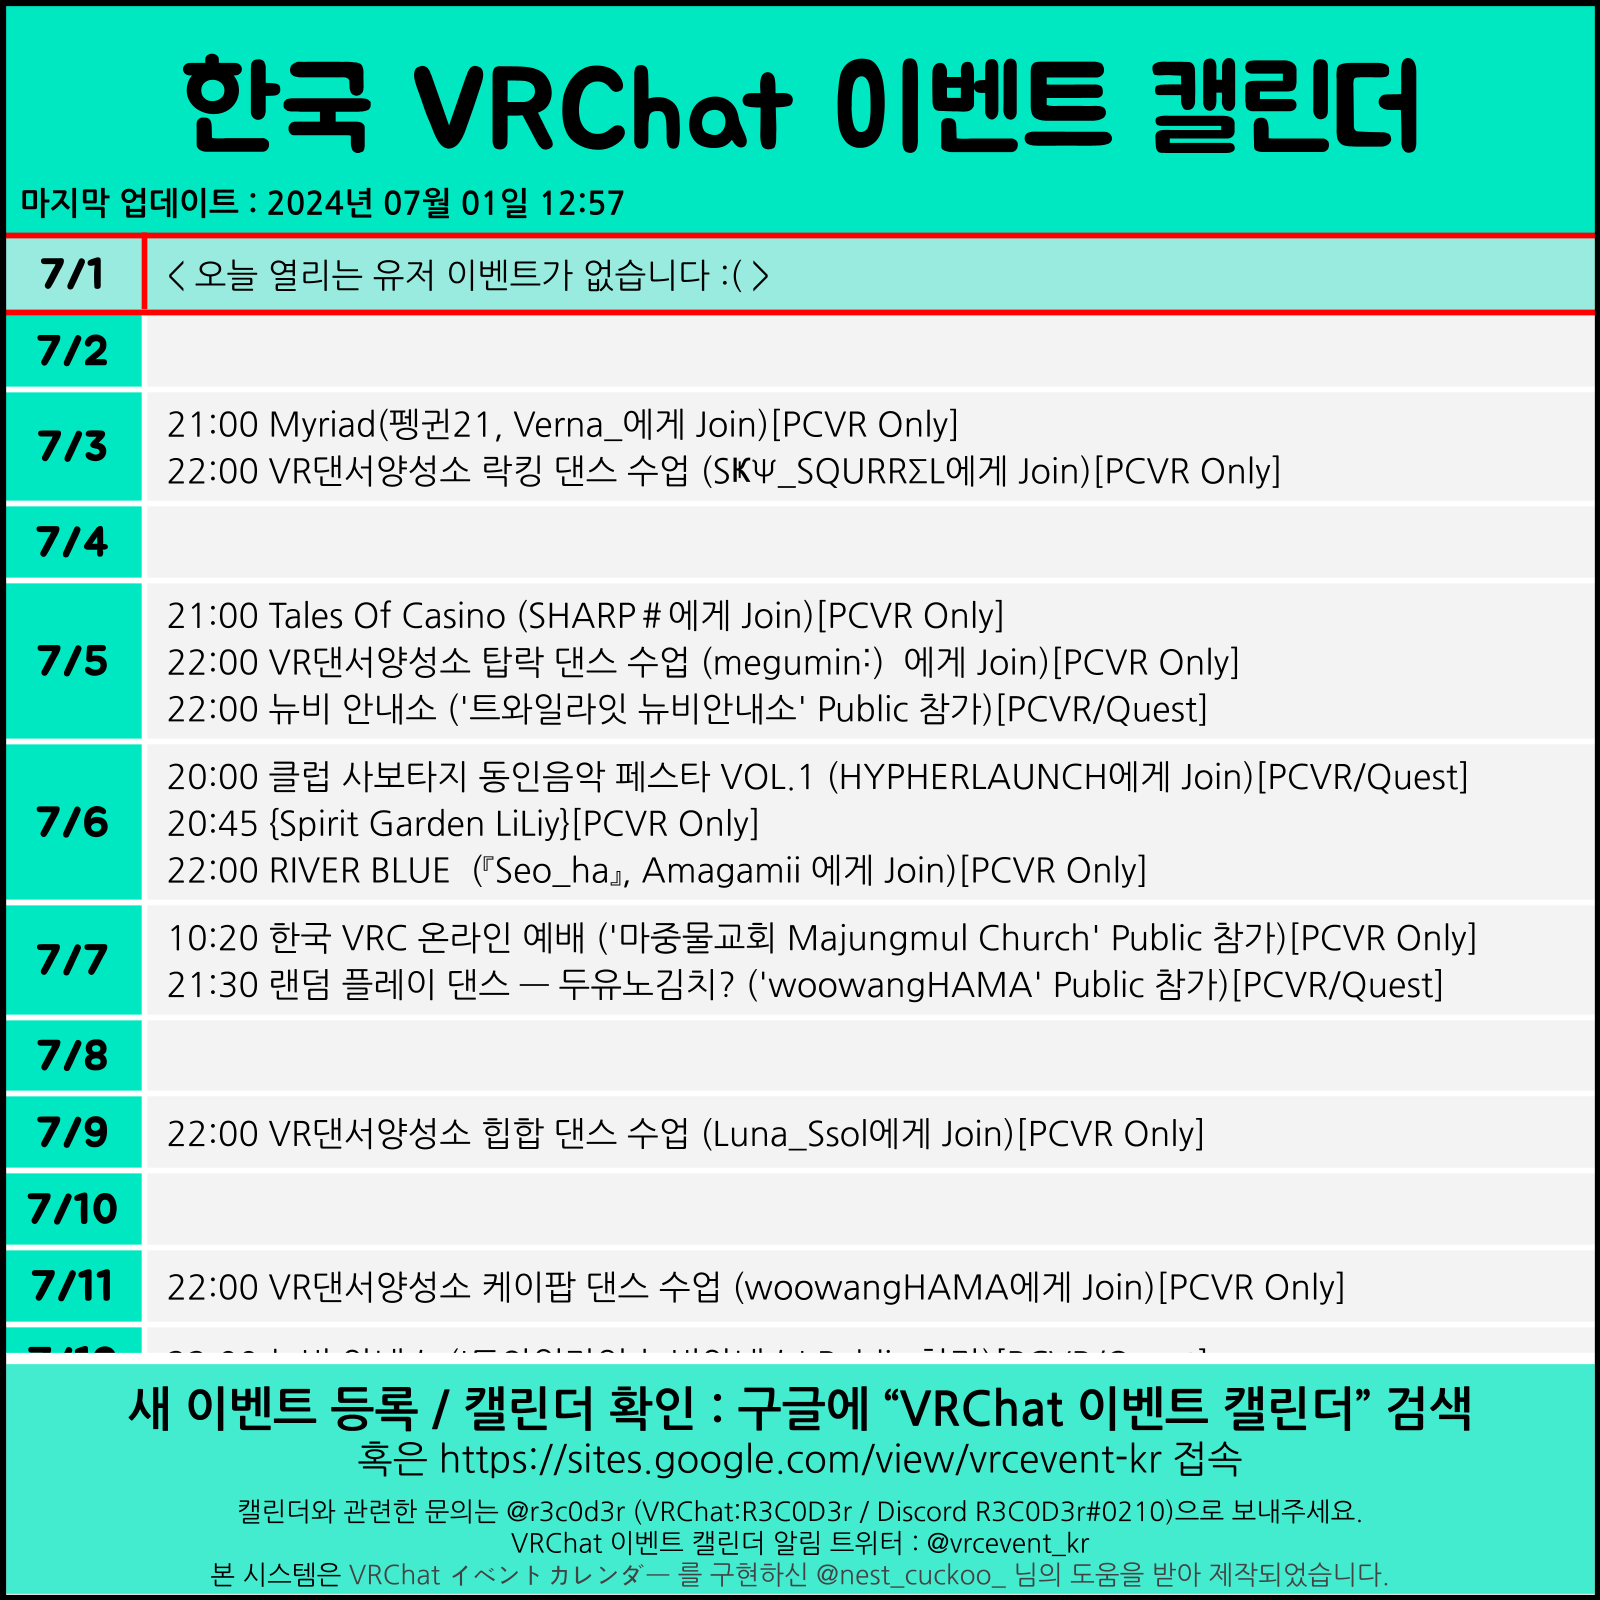 한국 VRChat 이벤트 캘린더
마지막 업데이트 : 2024년 07월 01일 12:57
7/1 < 오늘 열리는 유저 이벤트가 없습니다 :( >
7/2
7/3
21:00 Myriad(펭귄21, Verna_에게 Join)[PCVR Only]
22:00 VR댄서양성소 락킹 댄스 수업 (S₭Ψ_SQURRΣL에게 Join)[PCVR Only]
7/4
7/5
21:00 Tales Of Casino (SHARP＃에게 Join)[PCVR Only]
22:00 VR댄서양성소 탑락 댄스 수업 (megumin:)  에게 Join)[PCVR Only]
22:00 뉴비 안내소 ('트와일라잇 뉴비안내소' Public 참가)[PCVR/Quest]
7/6
20:00 클럽 사보타지 동인음악 페스타 VOL.1 (HYPHERLAUNCH에게 Join)[PCVR/Quest]
20:45 {Spirit Garden LiLiy}[PCVR Only]
22:00 RIVER BLUE  (『Seo_ha』, Amagamii 에게 Join)[PCVR Only]
7/7
10:20 한국 VRC 온라인 예배 ('마중물교회 Majungmul Church' Public 참가)[PCVR Only]
21:30 랜덤 플레이 댄스 — 두유노김치? ('woowangHAMA' Public 참가)[PCVR/Quest]
7/8
7/9 22:00 VR댄서양성소 힙합 댄스 수업 (Luna_Ssol에게 Join)[PCVR Only]
7/10
7/11 22:00 VR댄서양성소 케이팝 댄스 수업 (woowangHAMA에게 Join)[PCVR Only]
새 이벤트 등록 / 캘린더 확인 : 구글에 “VRChat 이벤트 캘린더” 검색
혹은 https://sites.google.com/view/vrcevent-kr 접속
캘린더와 관련한 문의는 @r3c0d3r (VRChat:R3C0D3r / Discord R3C0D3r#0210)으로 보내주세요.
VRChat 이벤트 캘린더 알림 트위터 : @vrcevent_kr
본 시스템은 VRChat イベントカレンダー 를 구현하신 @nest_cuckoo_ 님의 도움을 받아 제작되었습니다.